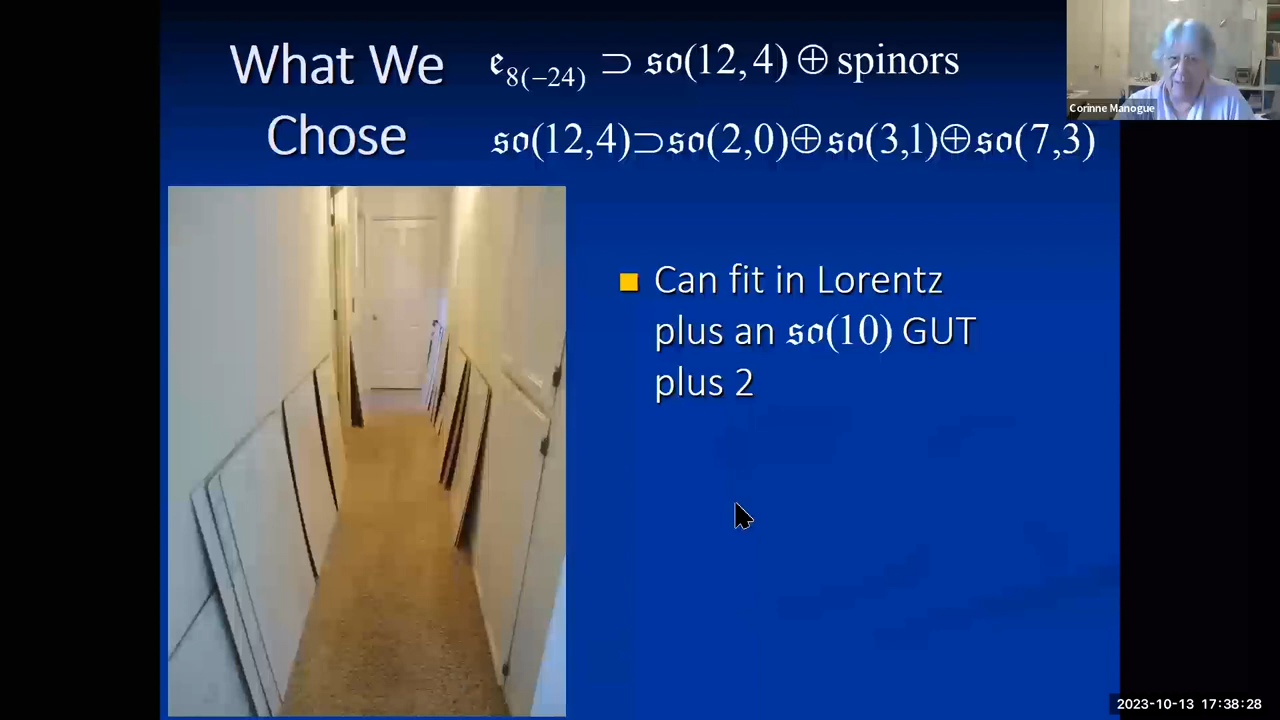 What We
Chose
𝔢₈₍₋₂₄₎ ⊃ 𝔰𝔬(12,4) ⊕ spinors
𝔰𝔬(12,4)⊃𝔰𝔬(2,0)⊕𝔰𝔬(3,1)⊕𝔰𝔬(7,3)
Corinne Manogue
Can fit in Lorentz
plus an 𝔰𝔬(10) GUT
plus 2
2023-10-13 17:38:28